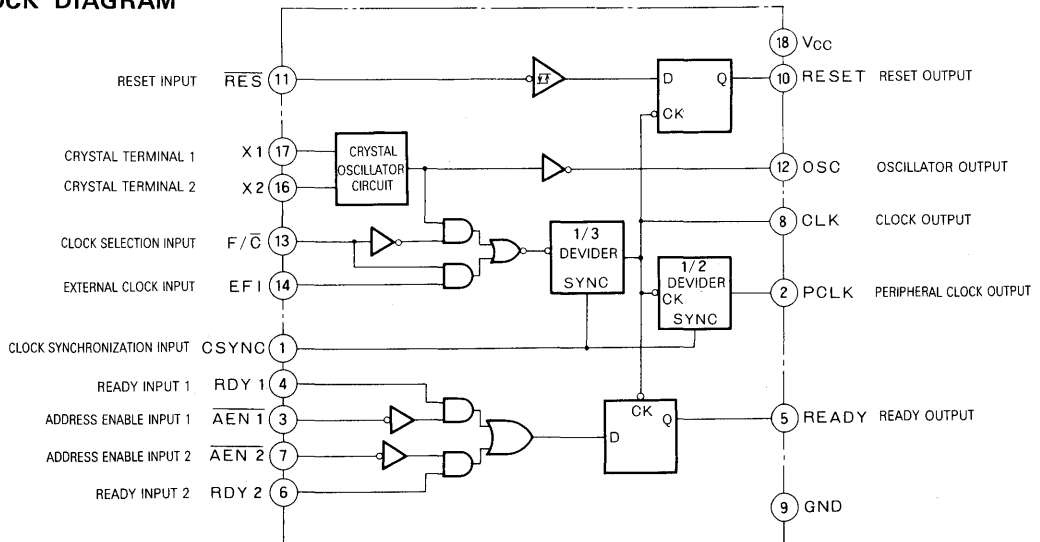 OCK DIAGRAM
18 VCC
RESET INPUT R̅E̅S̅ 11
D Q
CK
10 RESET RESET OUTPUT
CRYSTAL TERMINAL 1 X1 17
CRYSTAL TERMINAL 2 X2 16
CRYSTAL
OSCILLATOR
CIRCUIT
12 OSC OSCILLATOR OUTPUT
CLOCK SELECTION INPUT F/C̅ 13
EXTERNAL CLOCK INPUT EFI 14
1/3
DEVIDER
SYNC
8 CLK CLOCK OUTPUT
1/2
DEVIDER
CK
SYNC
2 PCLK PERIPHERAL CLOCK OUTPUT
CLOCK SYNCHRONIZATION INPUT CSYNC 1
READY INPUT 1 RDY 1 4
ADDRESS ENABLE INPUT 1 A̅E̅N̅ ̅1̅ 3
ADDRESS ENABLE INPUT 2 A̅E̅N̅ ̅2̅ 7
READY INPUT 2 RDY 2 6
CK
D Q
5 READY READY OUTPUT
9 GND